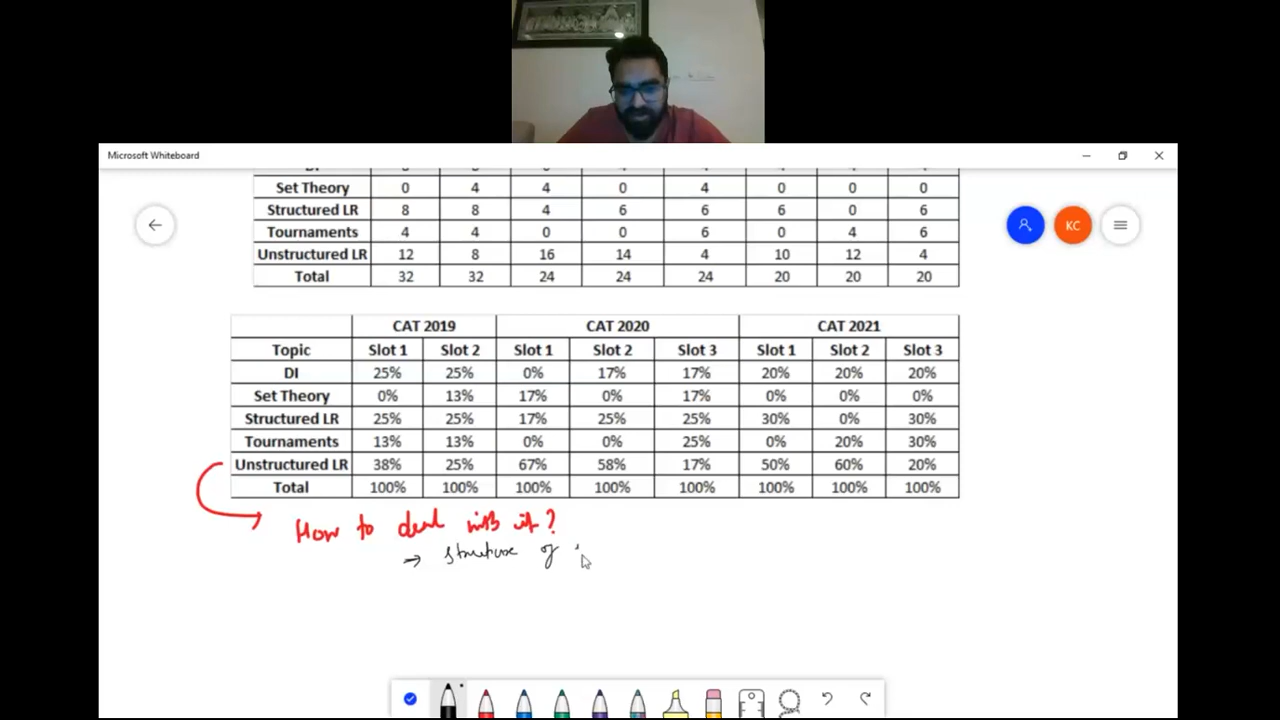 Microsoft Whiteboard
KC
Set Theory 0 4 4 0 4 0 0 0
Structured LR 8 8 4 6 6 6 0 6
Tournaments 4 4 0 0 6 0 4 6
Unstructured LR 12 8 16 14 4 10 12 4
Total 32 32 24 24 24 20 20 20
CAT 2019 CAT 2020 CAT 2021
Topic Slot 1 Slot 2 Slot 1 Slot 2 Slot 3 Slot 1 Slot 2 Slot 3
DI 25% 25% 0% 17% 17% 20% 20% 20%
Set Theory 0% 13% 17% 0% 17% 0% 0% 0%
Structured LR 25% 25% 17% 25% 25% 30% 0% 30%
Tournaments 13% 13% 0% 0% 25% 0% 20% 30%
Unstructured LR 38% 25% 67% 58% 17% 50% 60% 20%
Total 100% 100% 100% 100% 100% 100% 100% 100%
How to deal with it?
→ structure of